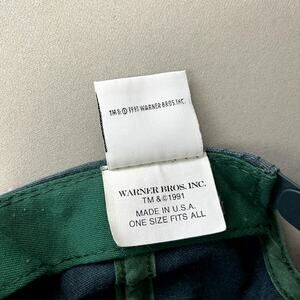 TM & © 1991 WARNER BROS. INC.
WARNER BROS. INC.
TM & ©1991
MADE IN U.S.A.
ONE SIZE FITS ALL